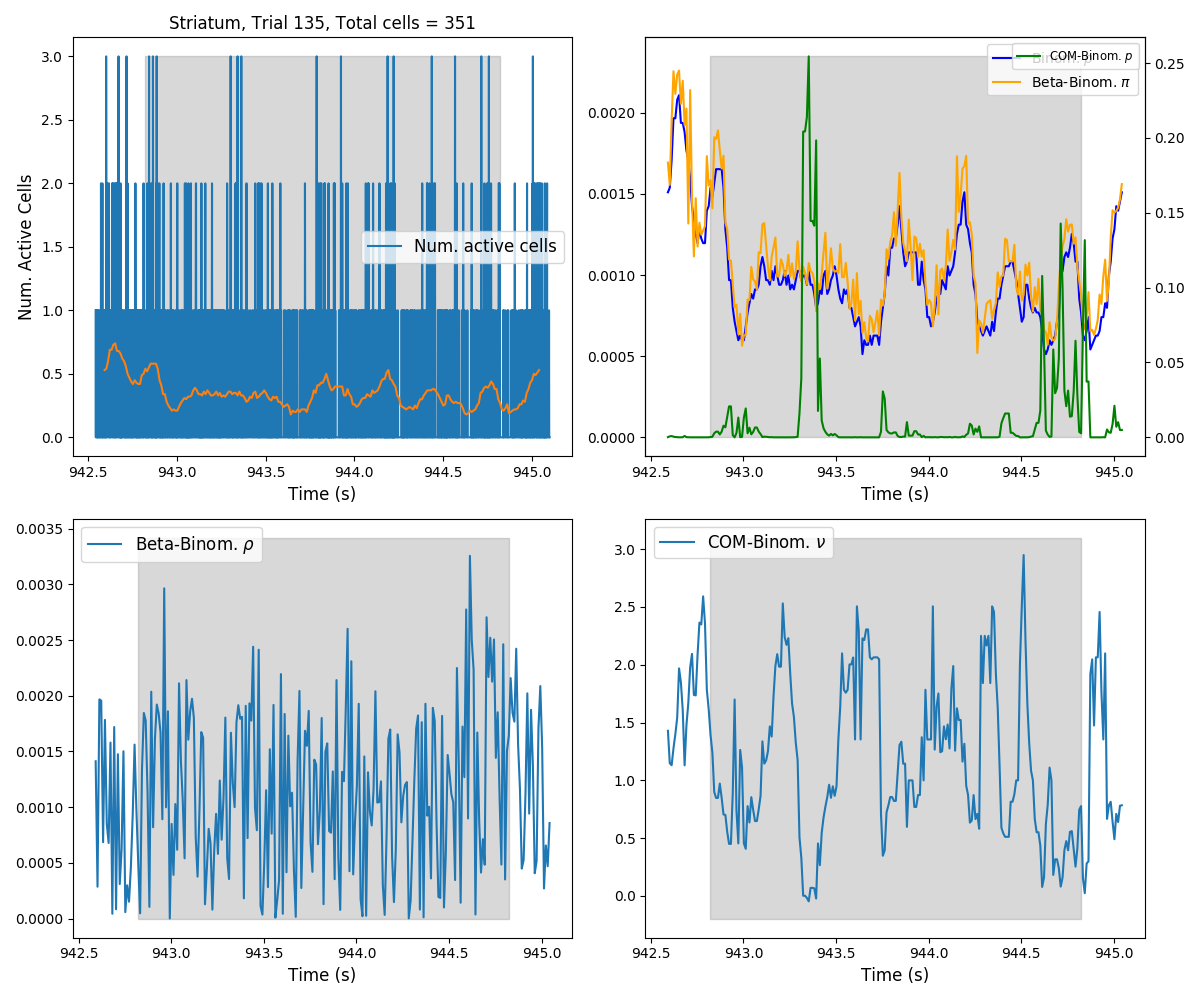 Striatum, Trial 135, Total cells = 351
Num. Active Cells
3.0
2.5
2.0
1.5
1.0
0.5
0.0
Num. active cells
942.5 943.0 943.5 944.0 944.5 945.0
Time (s)
0.0020
0.0015
0.0010
0.0005
0.0000
COM-Binom. p
Beta-Binom. π
0.25
0.20
0.15
0.10
0.05
0.00
942.5 943.0 943.5 944.0 944.5 945.0
Time (s)
0.0035
0.0030
0.0025
0.0020
0.0015
0.0010
0.0005
0.0000
Beta-Binom. ρ
942.5 943.0 943.5 944.0 944.5 945.0
Time (s)
3.0
2.5
2.0
1.5
1.0
0.5
0.0
COM-Binom. ν
942.5 943.0 943.5 944.0 944.5 945.0
Time (s)